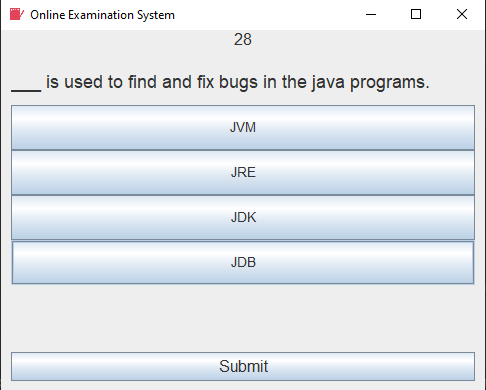 Online Examination System
28
___ is used to find and fix bugs in the java programs.
JVM
JRE
JDK
JDB
Submit